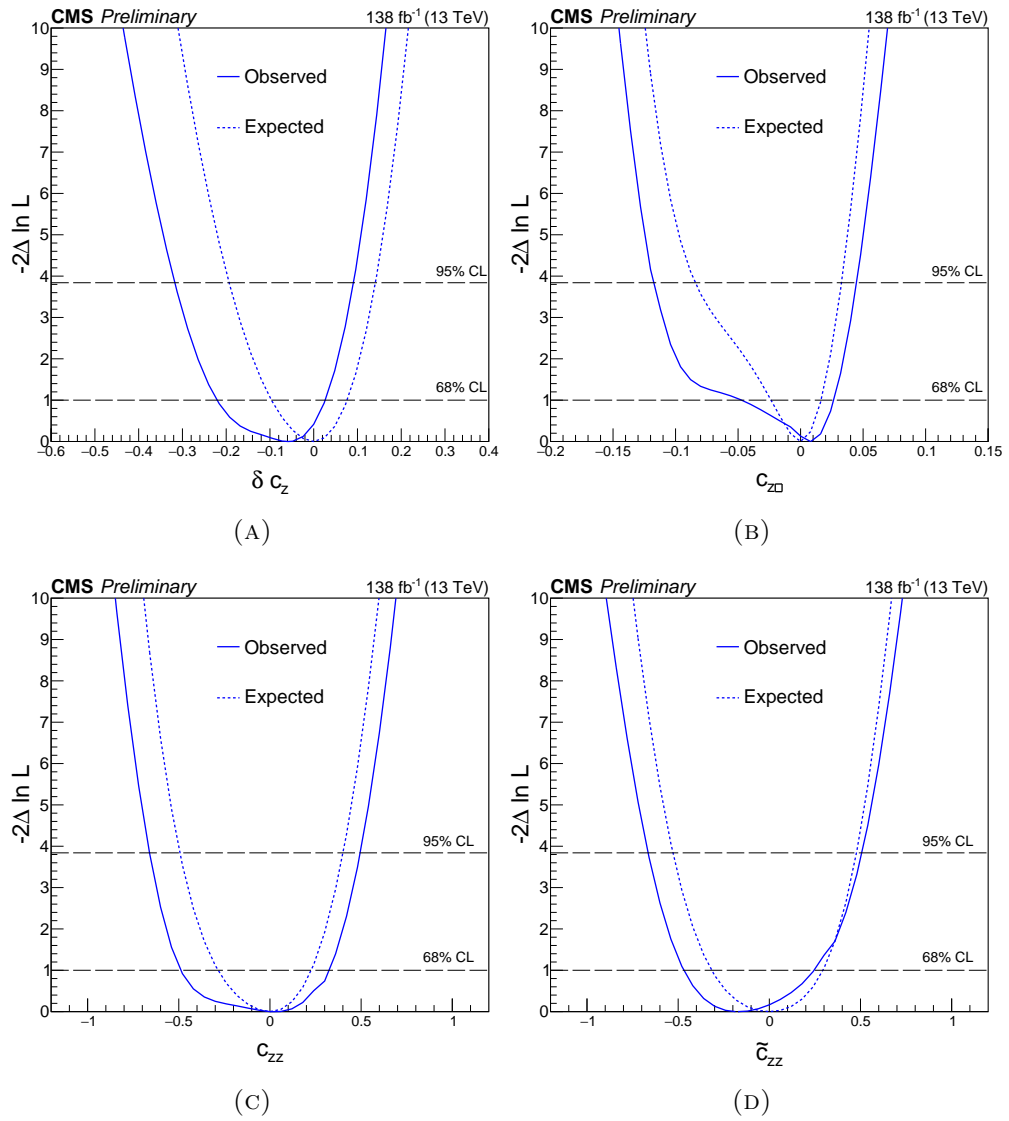 CMS Preliminary 138 fb⁻¹ (13 TeV)
-2Δ ln L
10
9
8
7
6
5
4
3
2
1
0
Observed
Expected
95% CL
68% CL
−0.6 −0.5 −0.4 −0.3 −0.2 −0.1 0 0.1 0.2 0.3 0.4
δ c_z
(A)
CMS Preliminary 138 fb⁻¹ (13 TeV)
-2Δ ln L
10
9
8
7
6
5
4
3
2
1
0
Observed
Expected
95% CL
68% CL
−0.2 −0.15 −0.1 −0.05 0 0.05 0.1 0.15
c_z□
(B)
CMS Preliminary 138 fb⁻¹ (13 TeV)
-2Δ ln L
10
9
8
7
6
5
4
3
2
1
0
Observed
Expected
95% CL
68% CL
−1 −0.5 0 0.5 1
c_zz
(C)
CMS Preliminary 138 fb⁻¹ (13 TeV)
-2Δ ln L
10
9
8
7
6
5
4
3
2
1
0
Observed
Expected
95% CL
68% CL
−1 −0.5 0 0.5 1
c̃_zz
(D)